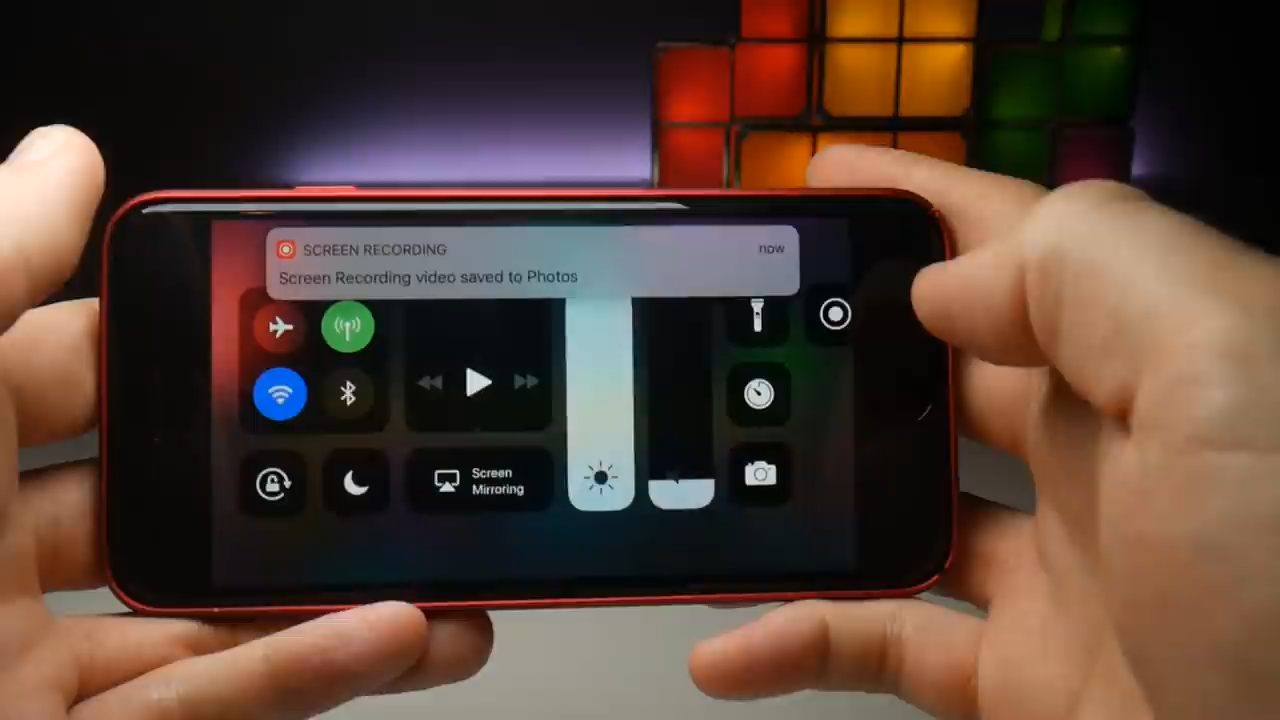 SCREEN RECORDING
now
Screen Recording video saved to Photos
Screen
Mirroring